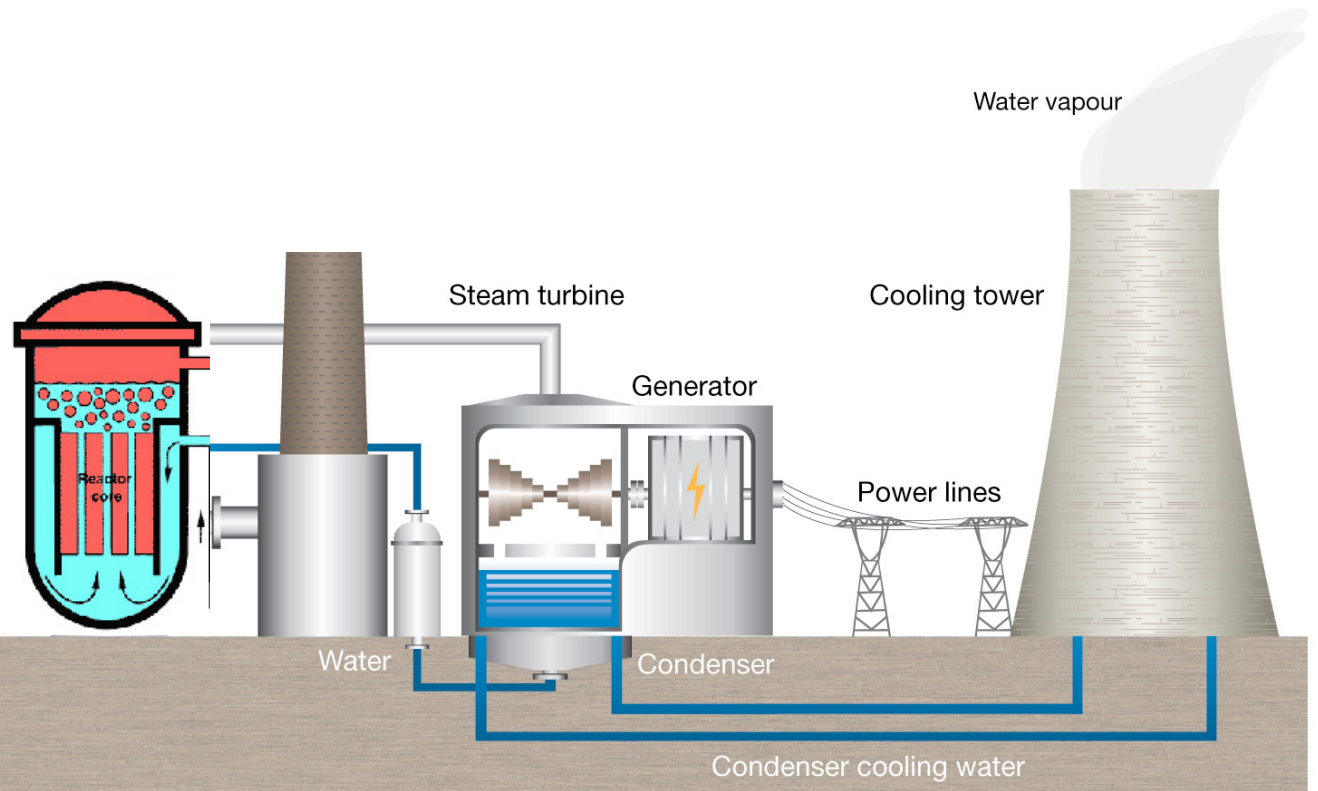 Water vapour
Steam turbine
Cooling tower
Generator
Reactor
core
Power lines
Water
Condenser
Condenser cooling water